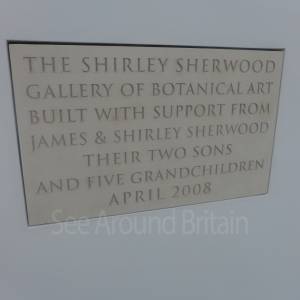 THE SHIRLEY SHERWOOD
GALLERY OF BOTANICAL ART
BUILT WITH SUPPORT FROM
JAMES & SHIRLEY SHERWOOD
THEIR TWO SONS
AND FIVE GRANDCHILDREN
APRIL 2008
See Around Britain